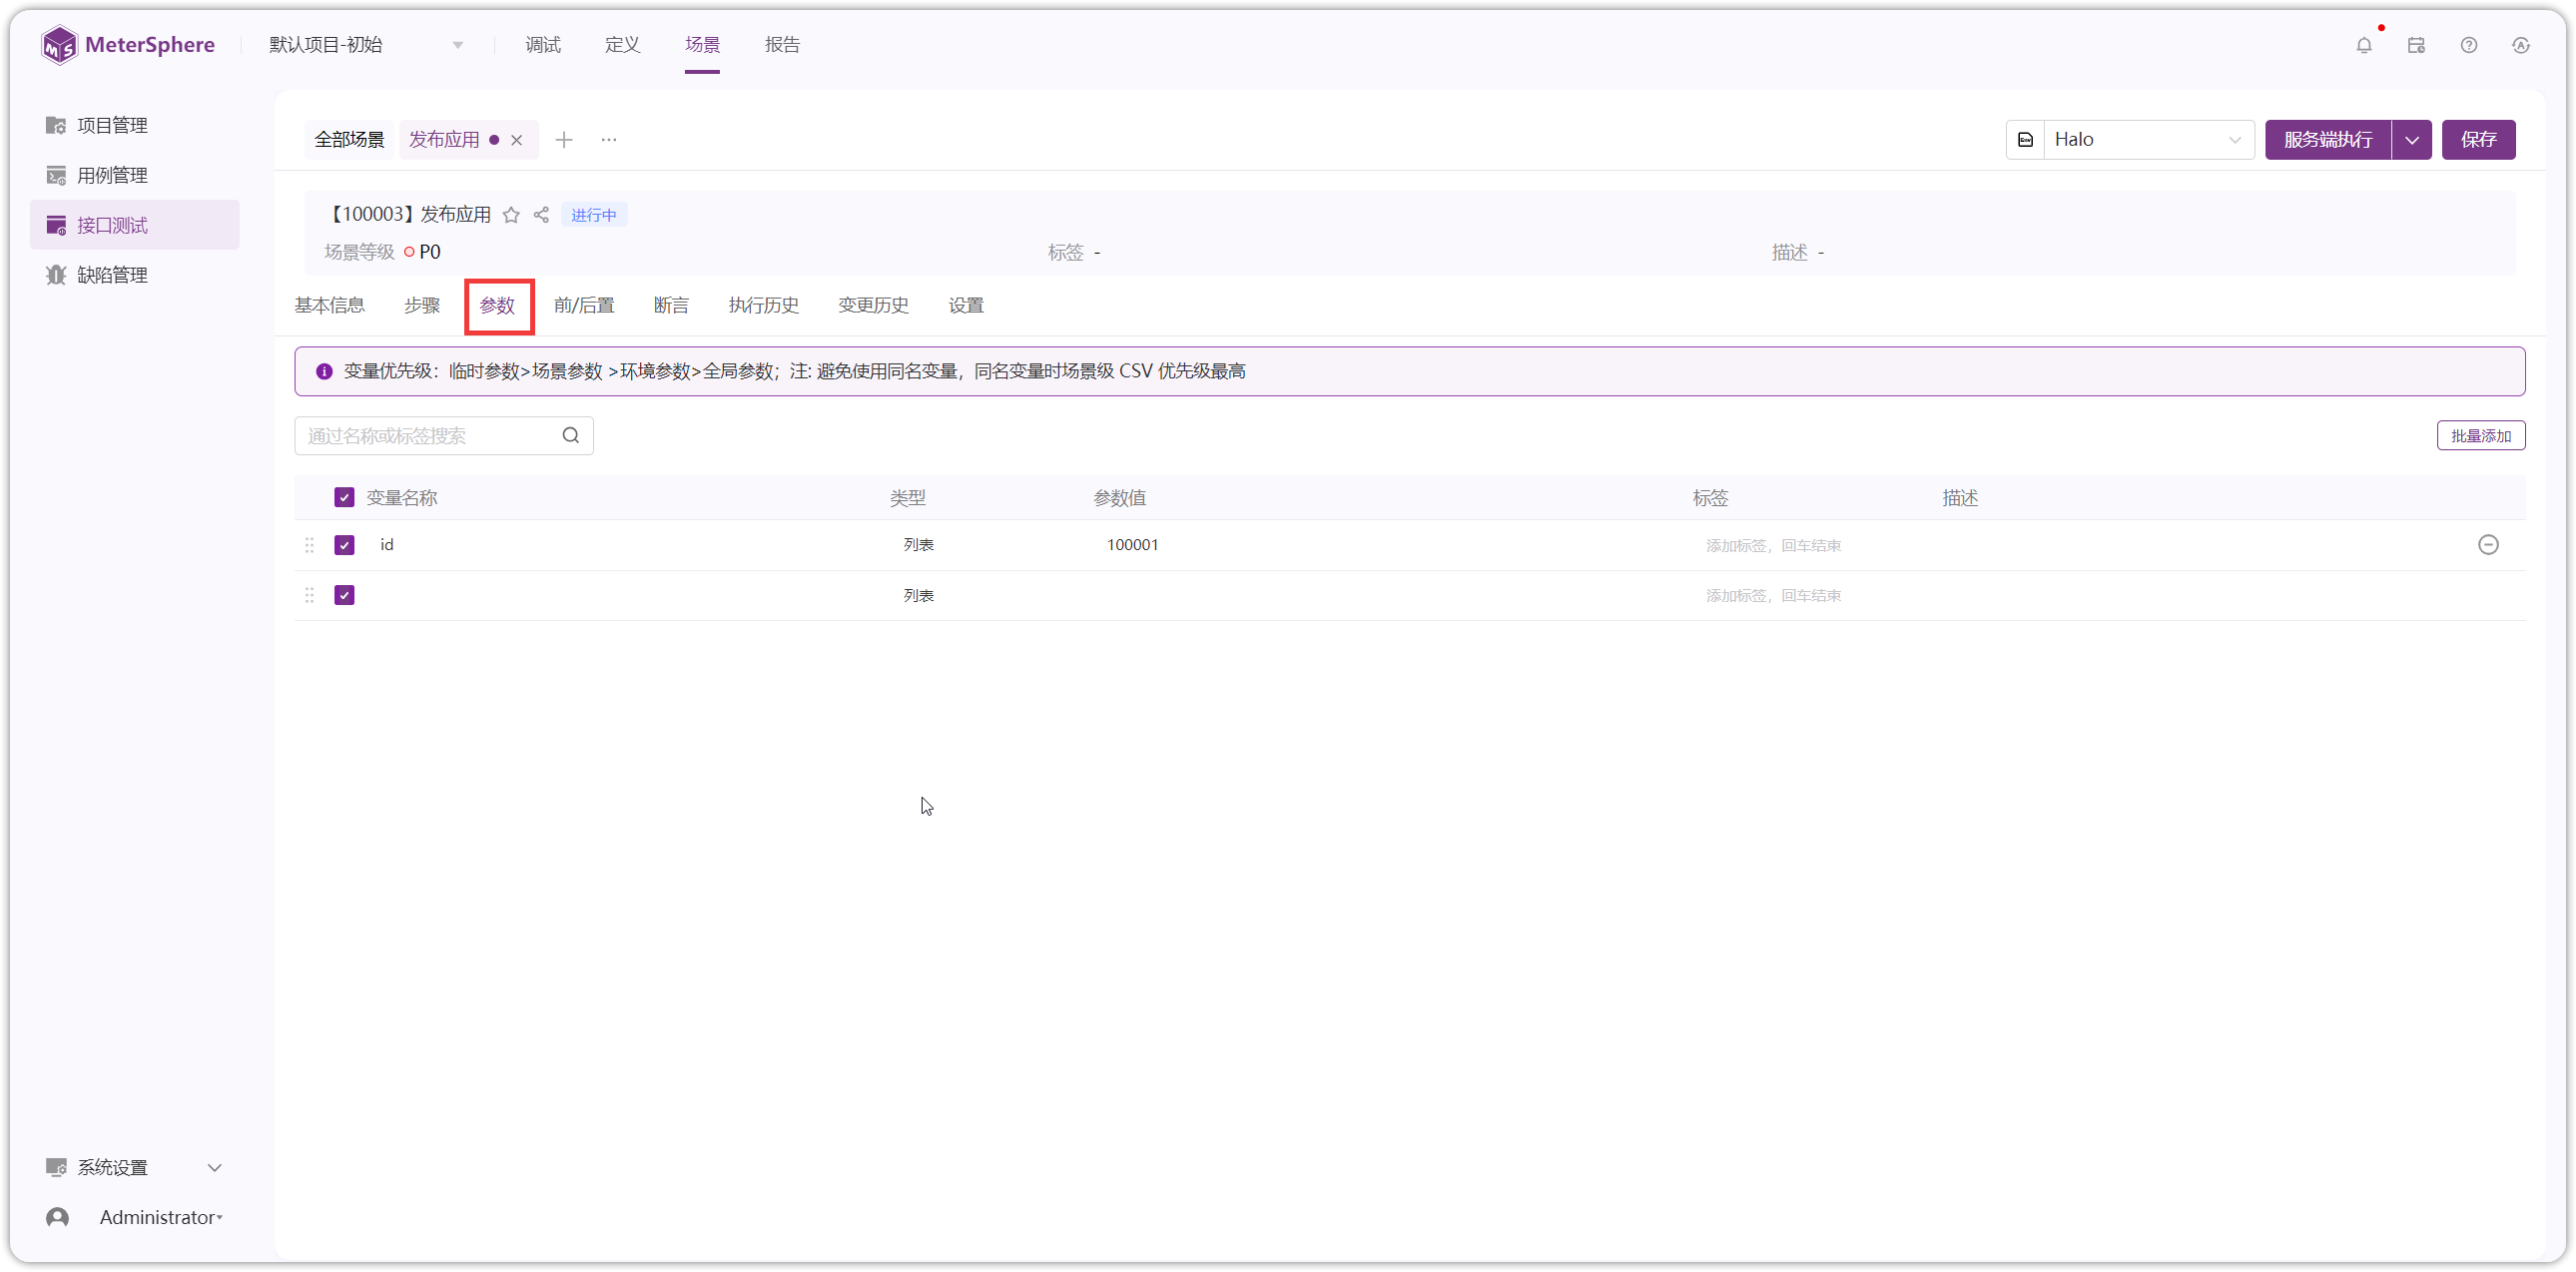 MeterSphere 默认项目-初始 调试 定义 场景 报告
项目管理
用例管理
接口测试
缺陷管理
全部场景 发布应用 Halo 服务端执行 保存
【100003】发布应用 进行中
场景等级 P0 标签 - 描述 -
基本信息 步骤 参数 前/后置 断言 执行历史 变更历史 设置
变量优先级：临时参数>场景参数 >环境参数>全局参数；注: 避免使用同名变量，同名变量时场景级 CSV 优先级最高
通过名称或标签搜索 批量添加
变量名称 类型 参数值 标签 描述
id 列表 100001 添加标签，回车结束
列表 添加标签，回车结束
系统设置
Administrator